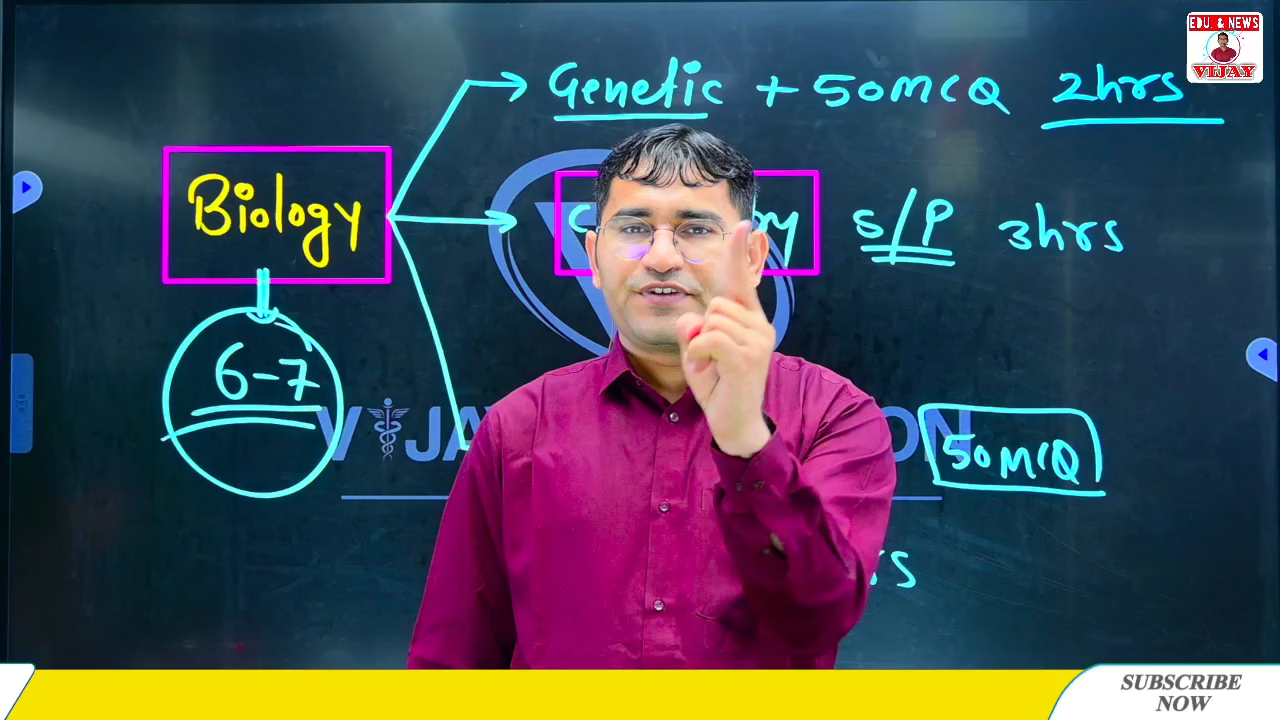 EDU. & NEWS
VIJAY
Genetic + 50MCQ 2hrs
Biology
S/P 3hrs
6-7
50MCQ
SUBSCRIBE
NOW